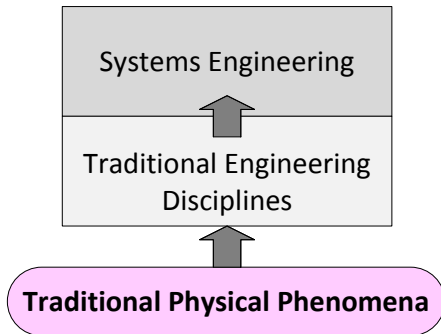 Systems Engineering
Traditional Engineering
Disciplines
Traditional Physical Phenomena